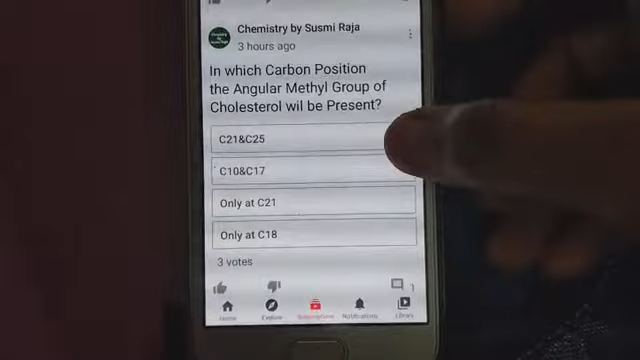 Chemistry by Susmi Raja
3 hours ago
In which Carbon Position
the Angular Methyl Group of
Cholesterol wil be Present?
C21&C25
C10&C17
Only at C21
Only at C18
3 votes
1
Home
Explore
Subscriptions
Notifications
Library